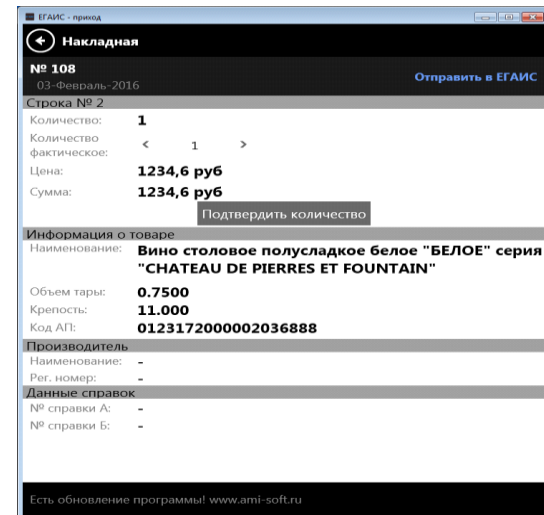 ЕГАИС - приход
Накладная
№ 108
03-Февраль-2016
Отправить в ЕГАИС
Строка № 2
Количество: 1
Количество
фактическое: < 1 >
Цена: 1234,6 руб
Сумма: 1234,6 руб
Подтвердить количество
Информация о товаре
Наименование: Вино столовое полусладкое белое "БЕЛОЕ" серия
"CHATEAU DE PIERRES ET FOUNTAIN"
Объем тары: 0.7500
Крепость: 11.000
Код АП: 0123172000002036888
Производитель
Наименование: -
Рег. номер: -
Данные справок
№ справки А: -
№ справки Б: -
Есть обновление программы! www.ami-soft.ru